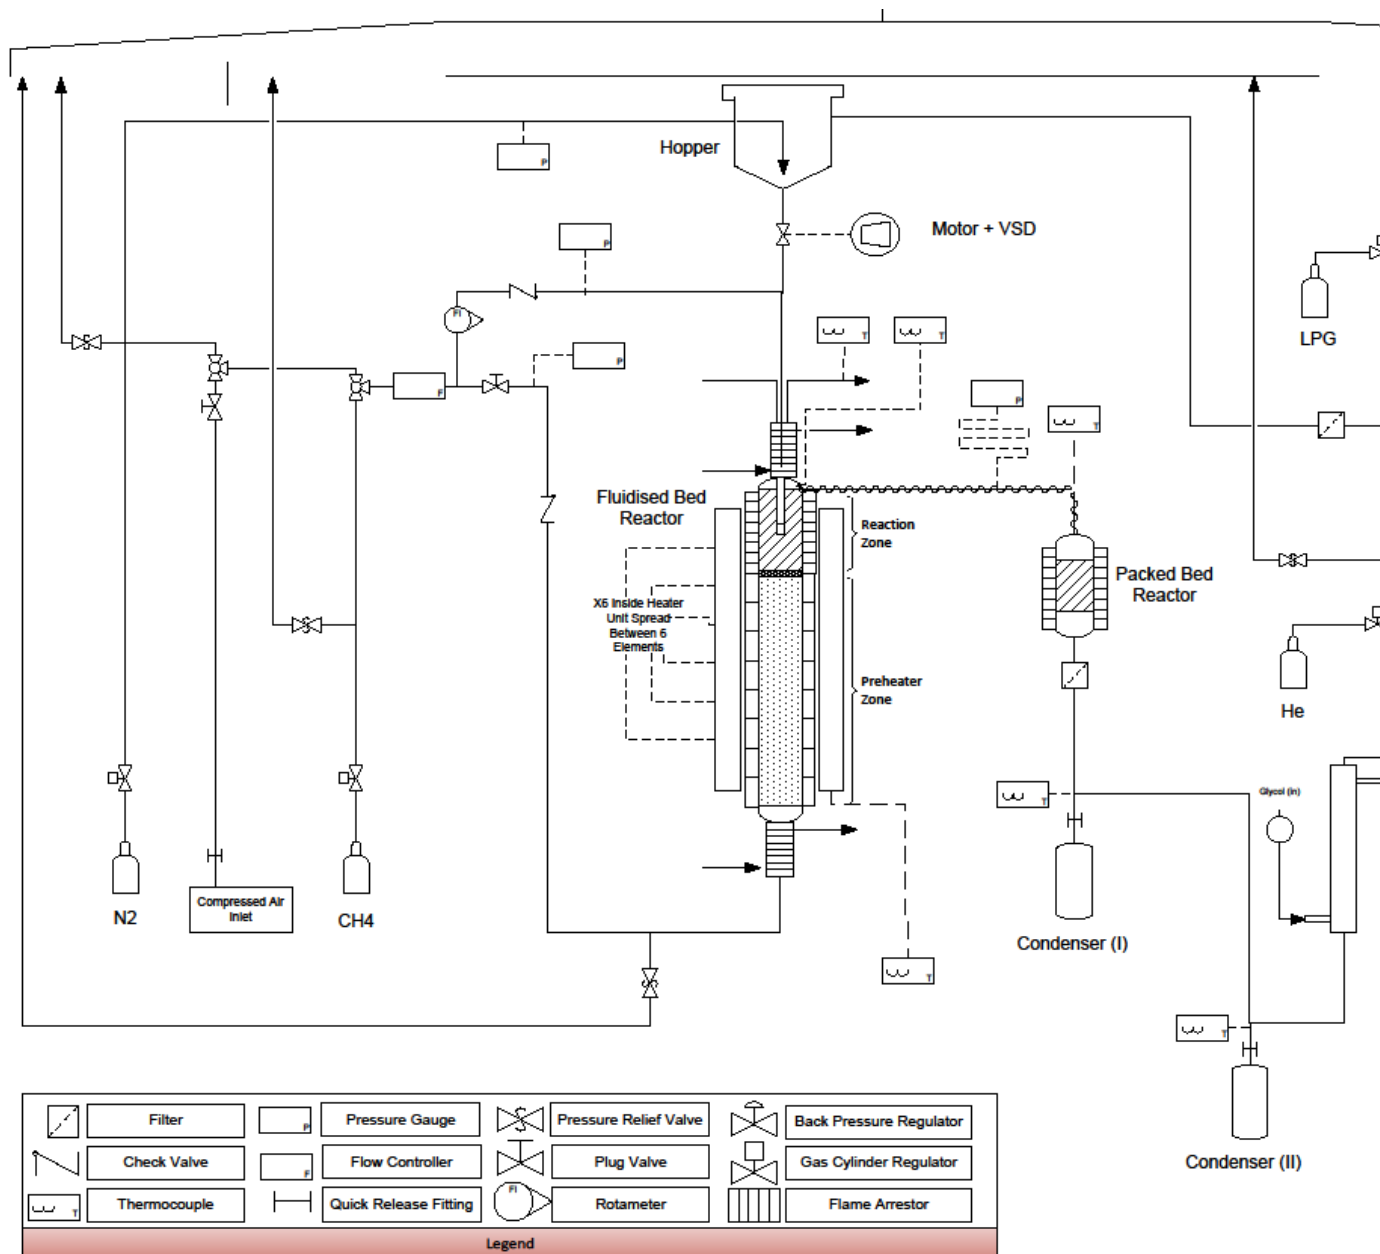 Hopper
P
Motor + VSD
P
LPG
FI
P
T
T
F
P
T
Fluidised Bed
Reactor
Reaction
Zone
Packed Bed
Reactor
X6 Inside Heater
Unit Spread
Between 6
Elements
Preheater
Zone
He
T
Glycol (in)
Compressed Air
Inlet
N2
CH4
Condenser (I)
T
T
Condenser (II)
Filter
P
Pressure Gauge
Pressure Relief Valve
Back Pressure Regulator
Check Valve
F
Flow Controller
Plug Valve
Gas Cylinder Regulator
T
Thermocouple
Quick Release Fitting
FI
Rotameter
Flame Arrestor
Legend